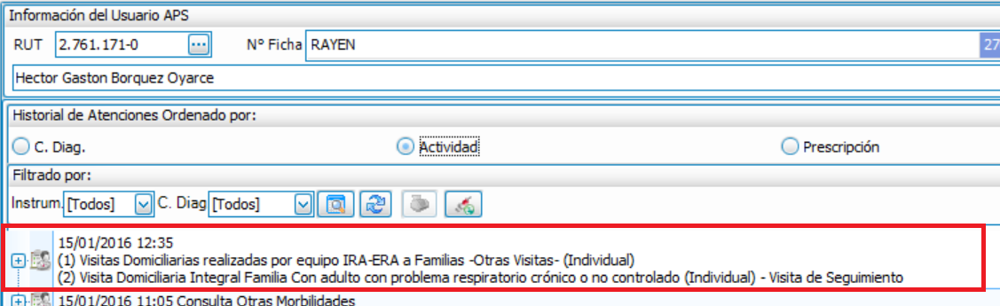 Información del Usuario APS
RUT 2.761.171-0 ... Nº Ficha RAYEN 27
Hector Gaston Borquez Oyarce
Historial de Atenciones Ordenado por:
C. Diag. Actividad Prescripción
Filtrado por:
Instrum. [Todos] C. Diag [Todos]
15/01/2016 12:35
(1) Visitas Domiciliarias realizadas por equipo IRA-ERA a Familias -Otras Visitas- (Individual)
(2) Visita Domiciliaria Integral Familia Con adulto con problema respiratorio crónico o no controlado (Individual) - Visita de Seguimiento
15/01/2016 11:05 Consulta Otras Morbilidades